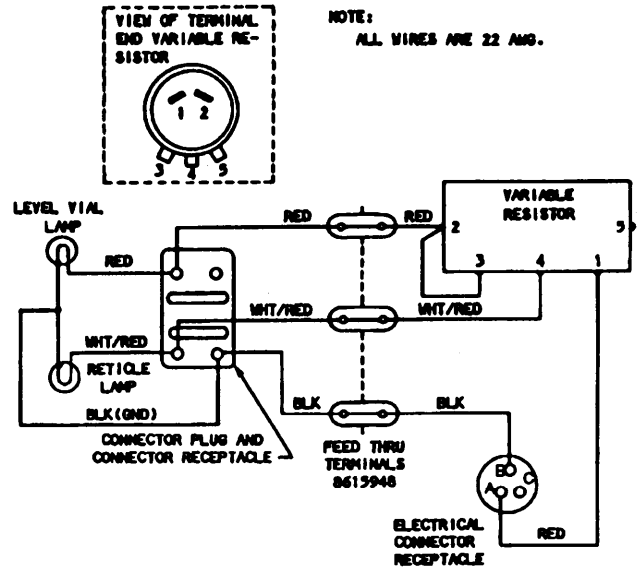 VIEW OF TERMINAL
END VARIABLE RE-
SISTOR
1 2
3 4 5
NOTE:
ALL WIRES ARE 22 AWG.
LEVEL VIAL
LAMP
RED
RED
RED
VARIABLE
RESISTOR
2
5
3
4
1
WHT/RED
WHT/RED
WHT/RED
RETICLE
LAMP
BLK(GND)
BLK
BLK
CONNECTOR PLUG AND
CONNECTOR RECEPTACLE
FEED THRU
TERMINALS
8615948
B
A
C
ELECTRICAL
CONNECTOR
RECEPTACLE
RED